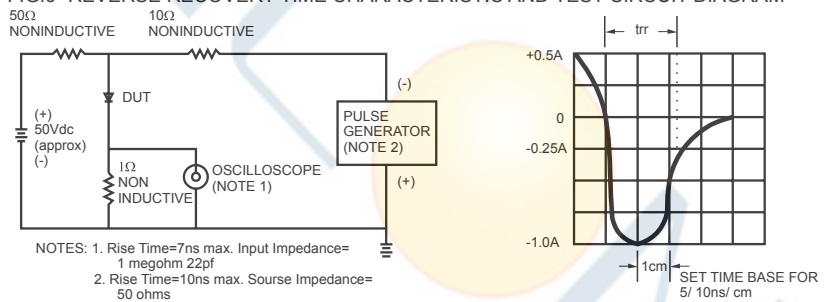 FIG.6- REVERSE RECOVERY TIME CHARACTERISTIC AND TEST CIRCUIT DIAGRAM
50Ω
NONINDUCTIVE
10Ω
NONINDUCTIVE
DUT
(+)
50Vdc
(approx)
(-)
1Ω
NON
INDUCTIVE
OSCILLOSCOPE
(NOTE 1)
(-)
PULSE
GENERATOR
(NOTE 2)
(+)
NOTES: 1. Rise Time=7ns max. Input Impedance=
1 megohm 22pf
2. Rise Time=10ns max. Sourse Impedance=
50 ohms
trr
+0.5A
0
-0.25A
-1.0A
1cm
SET TIME BASE FOR
5/ 10ns/ cm